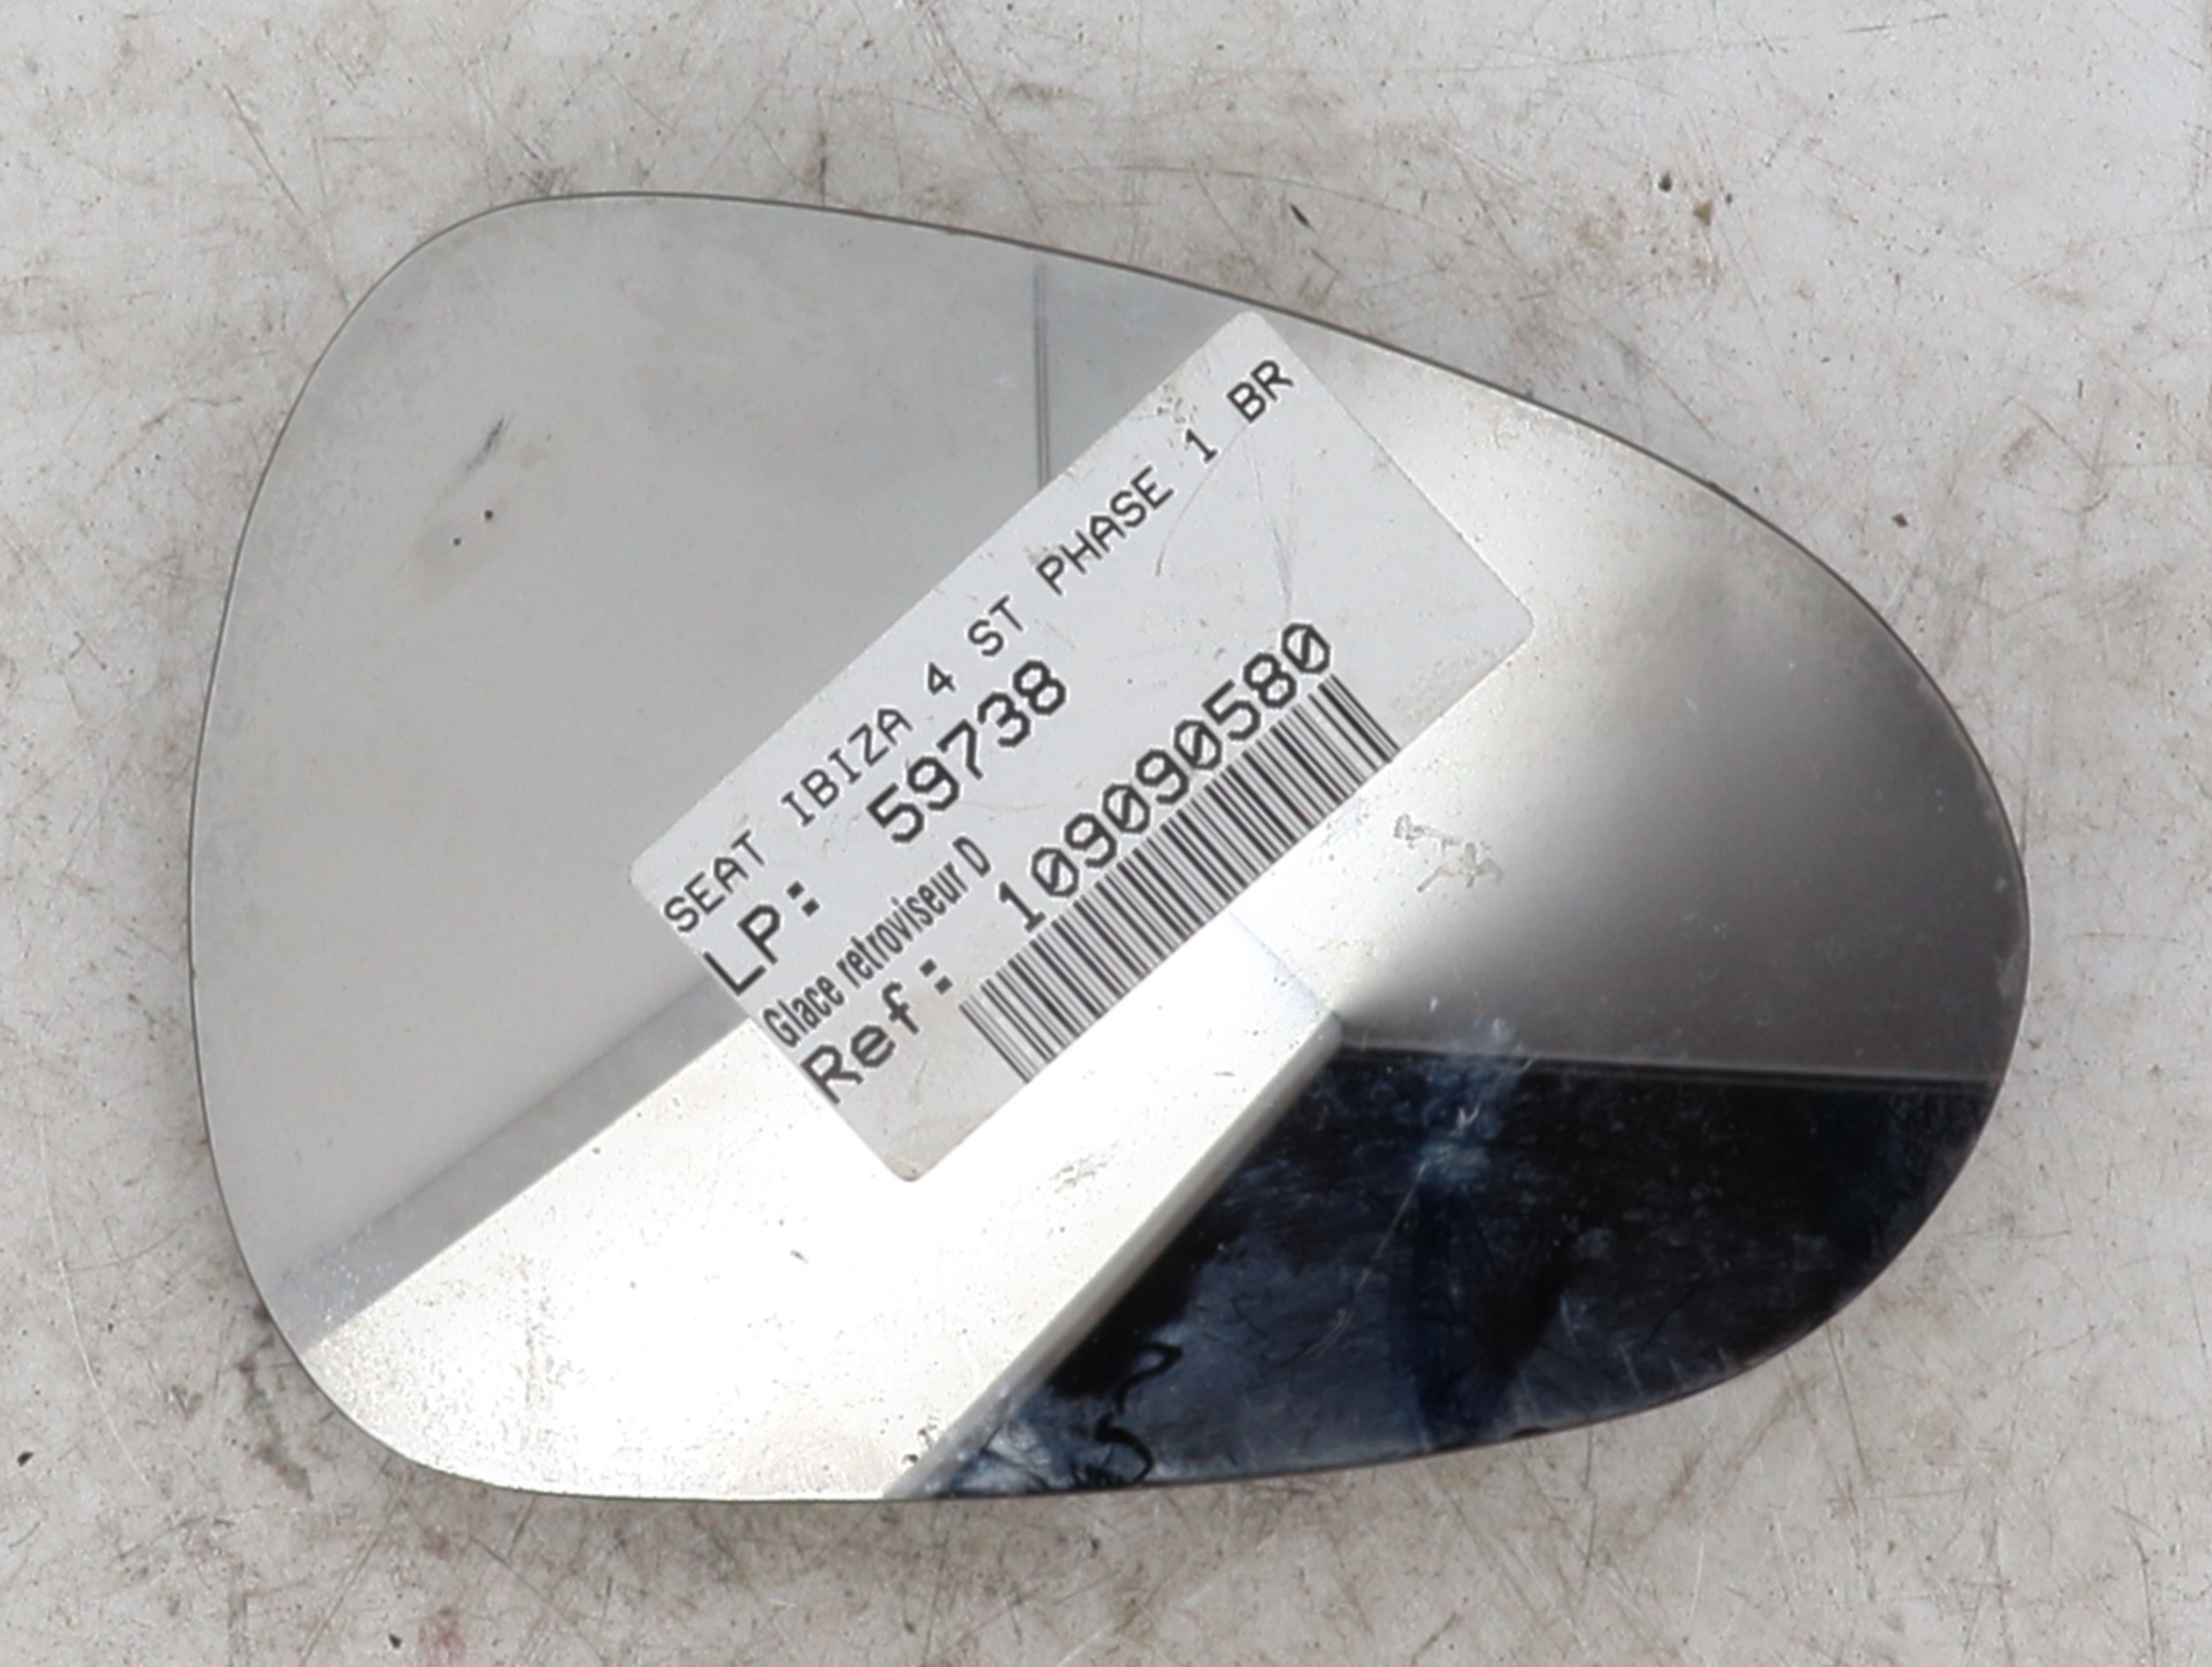 SEAT IBIZA 4 ST PHASE 1 BR
LP: 59738
Glace retroviseur D
Ref: 109090580